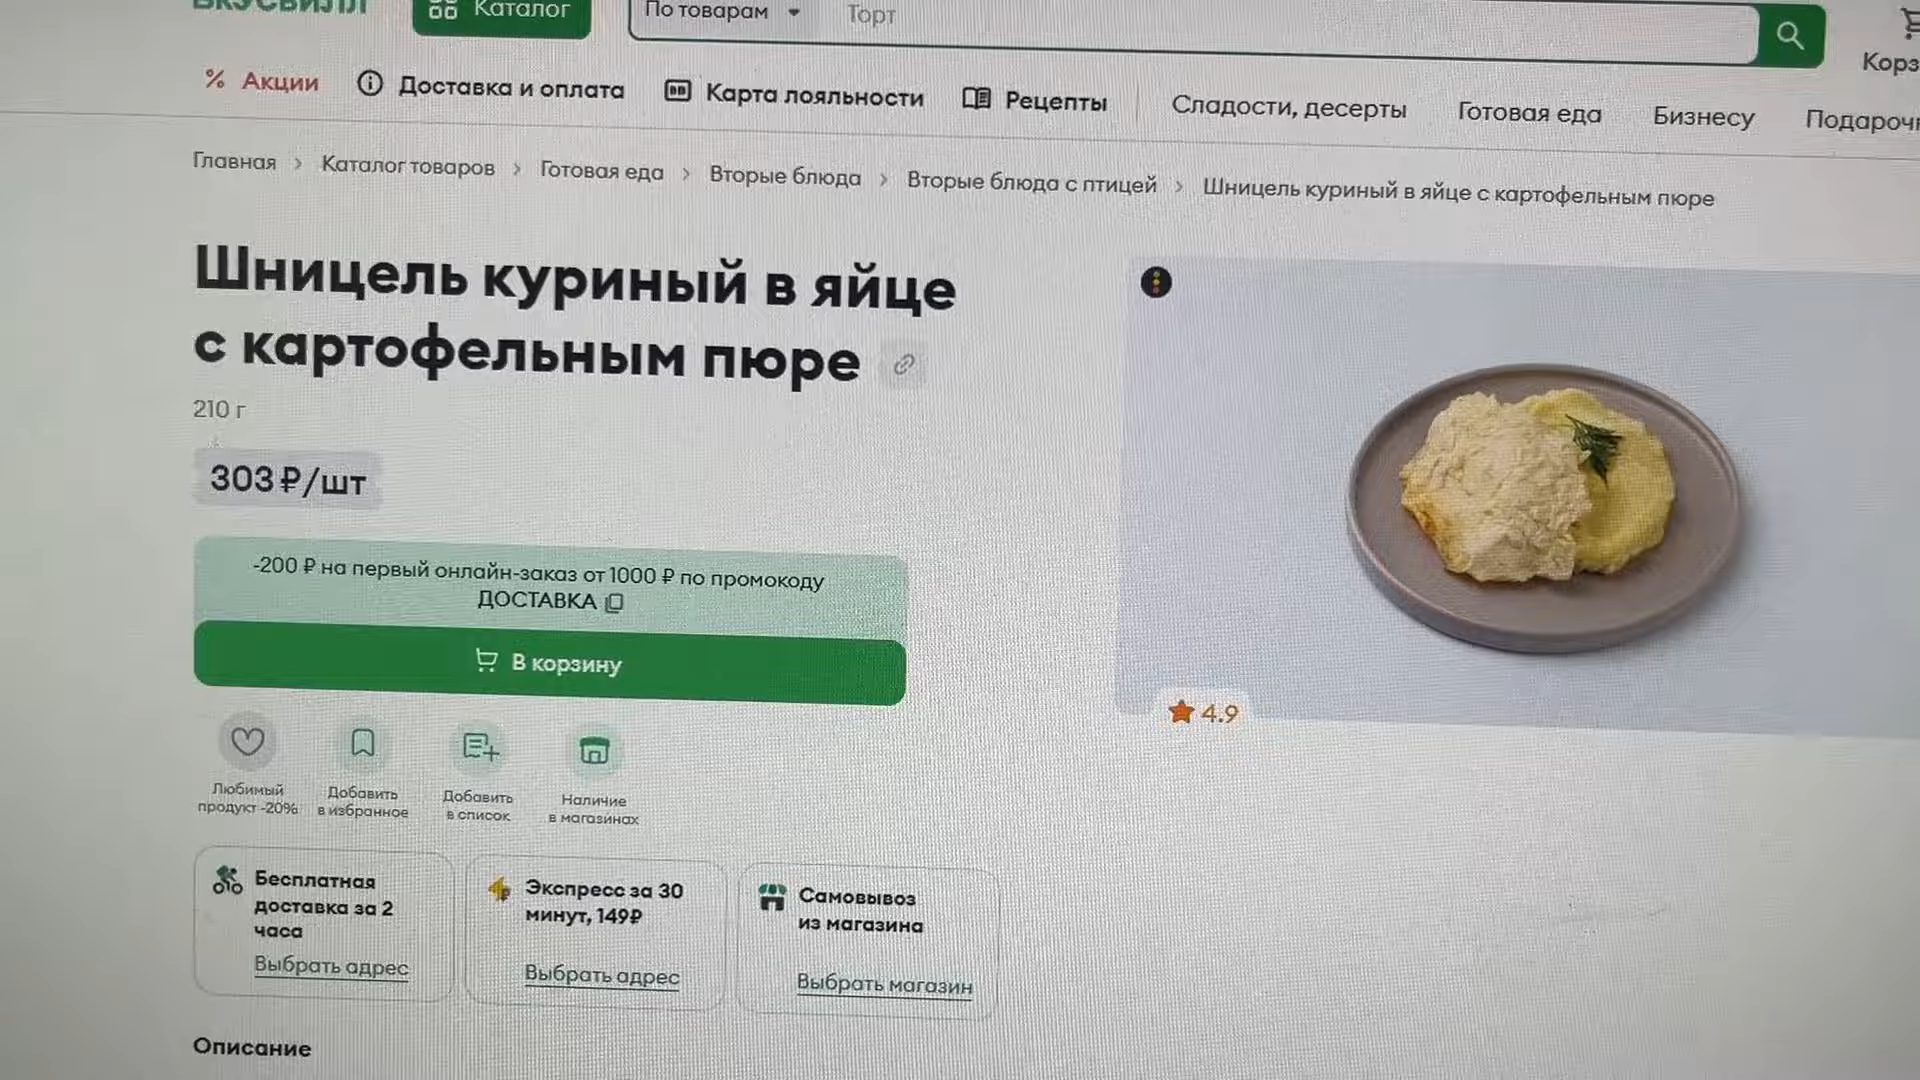 ВКУСВИЛЛ
Каталог
По товарам
Торт
% Акции
Доставка и оплата
Карта лояльности
Рецепты
Сладости, десерты
Готовая еда
Бизнесу
Главная > Каталог товаров > Готовая еда > Вторые блюда > Вторые блюда с птицей > Шницель куриный в яйце с картофельным пюре
Шницель куриный в яйце
с картофельным пюре
210 г
303 ₽/шт
-200 ₽ на первый онлайн-заказ от 1000 ₽ по промокоду
ДОСТАВКА
В корзину
4.9
Любимый
продукт -20%
Добавить
в избранное
Добавить
в список
Наличие
в магазинах
Бесплатная
доставка за 2
часа
Выбрать адрес
Экспресс за 30
минут, 149₽
Выбрать адрес
Самовывоз
из магазина
Выбрать магазин
Описание